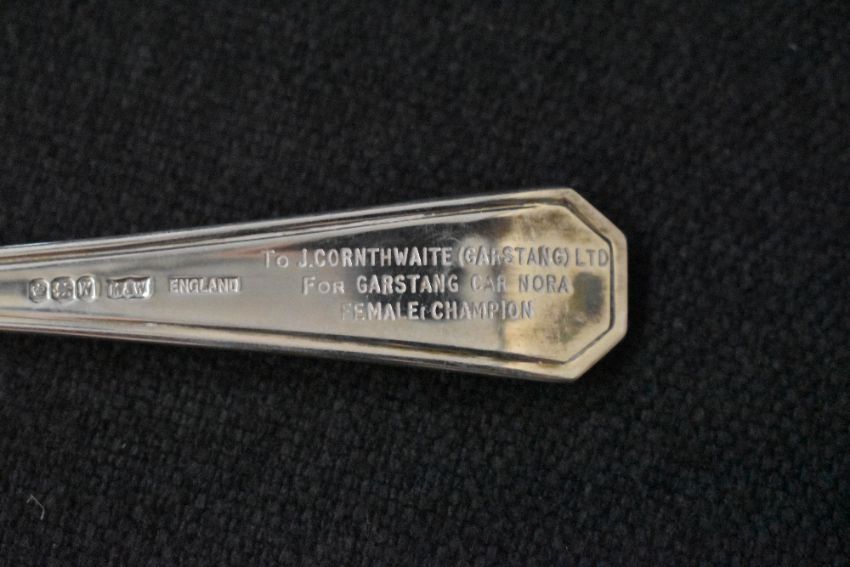 To J.CORNTHWAITE (GARSTANG) LTD
For GARSTANG CAR NORA
FEMALE CHAMPION
M&W ENGLAND